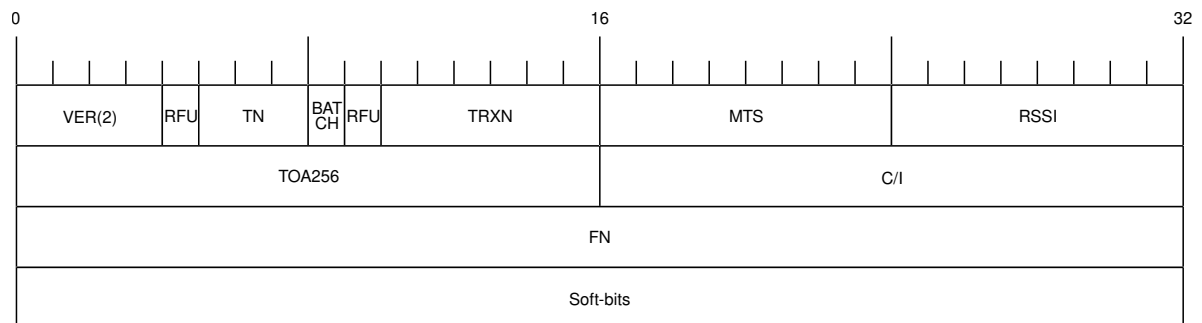 0 16 32
VER(2) RFU TN BAT CH RFU TRXN MTS RSSI
TOA256 C/I
FN
Soft-bits